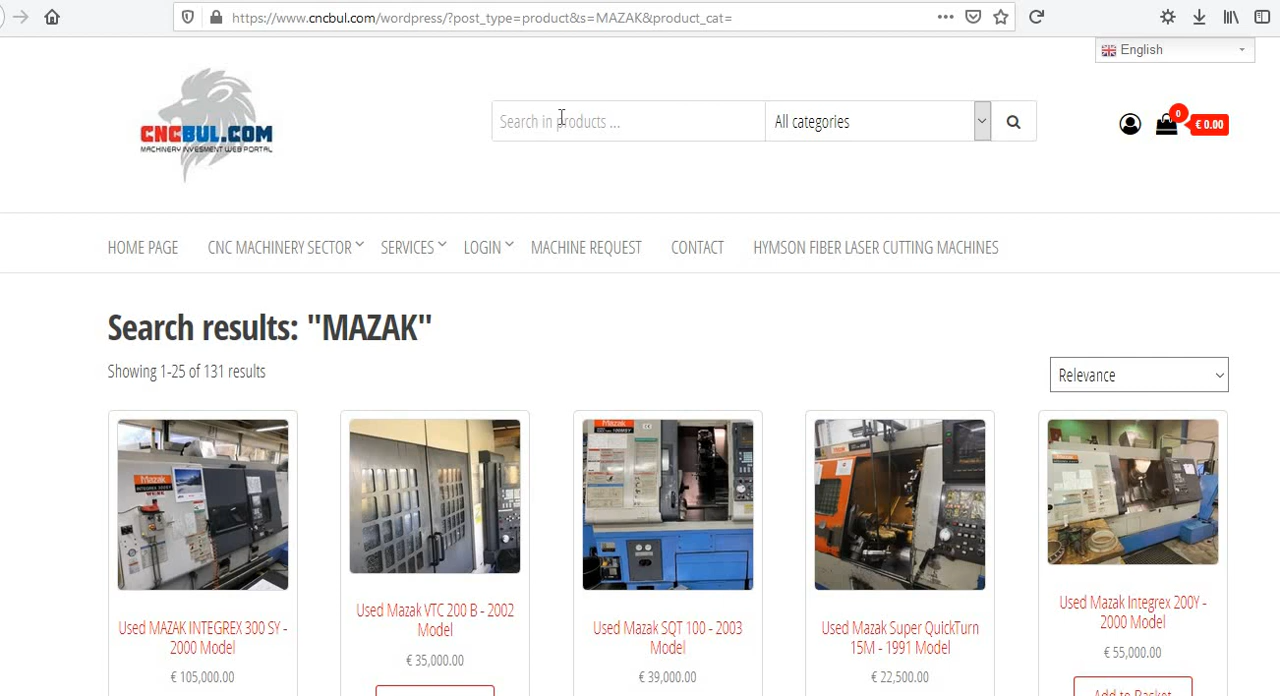 https://www.cncbul.com/wordpress/?post_type=product&s=MAZAK&product_cat=
English
CNCBUL.COM
MACHINERY INVESMENT WEB PORTAL
Search in products ...
All categories
0
€ 0.00
HOME PAGE
CNC MACHINERY SECTOR
SERVICES
LOGIN
MACHINE REQUEST
CONTACT
HYMSON FIBER LASER CUTTING MACHINES
Search results: "MAZAK"
Showing 1-25 of 131 results
Relevance
Mazak
Mazak
Mazak
Used MAZAK INTEGREX 300 SY -
2000 Model
€ 105,000.00
Used Mazak VTC 200 B - 2002
Model
€ 35,000.00
Used Mazak SQT 100 - 2003
Model
€ 39,000.00
Used Mazak Super QuickTurn
15M - 1991 Model
€ 22,500.00
Used Mazak Integrex 200Y -
2000 Model
€ 55,000.00
Add to Basket